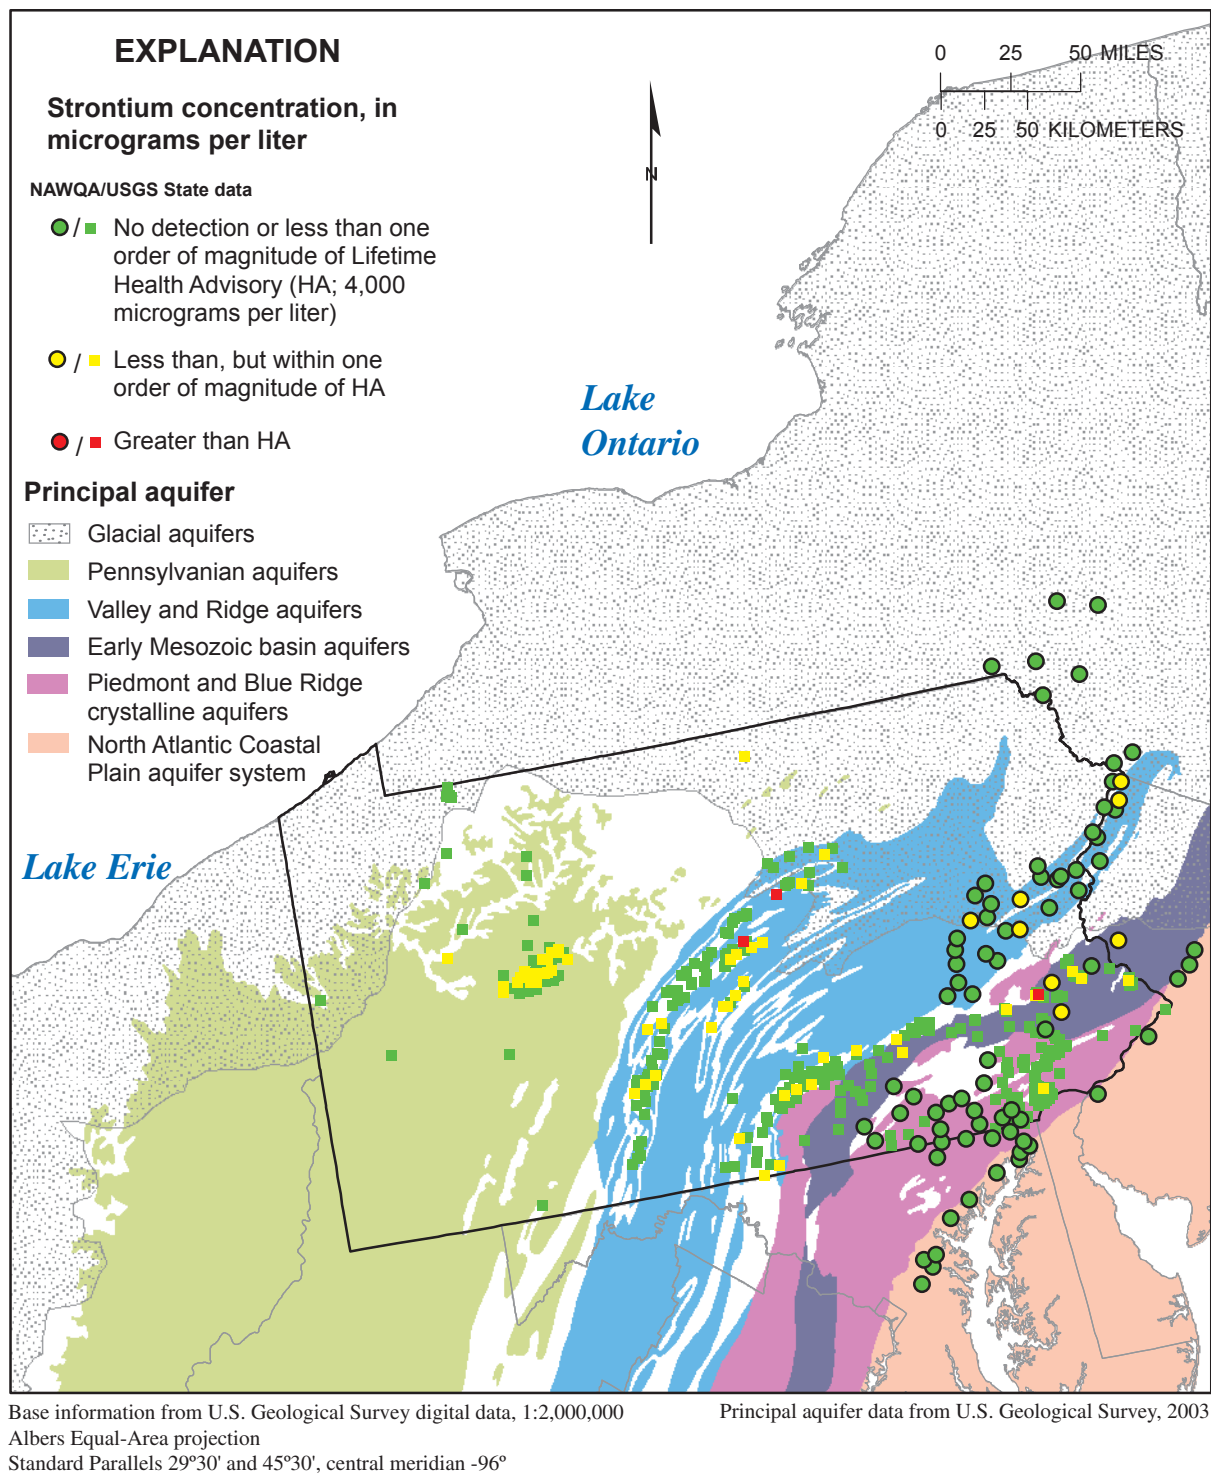 EXPLANATION
Strontium concentration, in
micrograms per liter
NAWQA/USGS State data
/ No detection or less than one
order of magnitude of Lifetime
Health Advisory (HA; 4,000
micrograms per liter)
/ Less than, but within one
order of magnitude of HA
/ Greater than HA
Principal aquifer
Glacial aquifers
Pennsylvanian aquifers
Valley and Ridge aquifers
Early Mesozoic basin aquifers
Piedmont and Blue Ridge
crystalline aquifers
North Atlantic Coastal
Plain aquifer system
0 25 50 MILES
0 25 50 KILOMETERS
N
Lake
Ontario
Lake Erie
Base information from U.S. Geological Survey digital data, 1:2,000,000
Albers Equal-Area projection
Standard Parallels 29º30' and 45º30', central meridian -96º
Principal aquifer data from U.S. Geological Survey, 2003